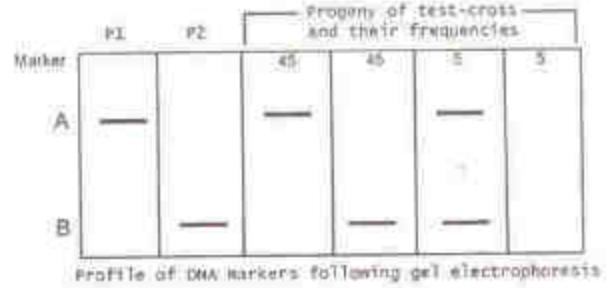 Progeny of test-cross
P1 P2 and their frequencies
Marker 45 45 5 5
A
B
Profile of DNA markers following gel electrophoresis